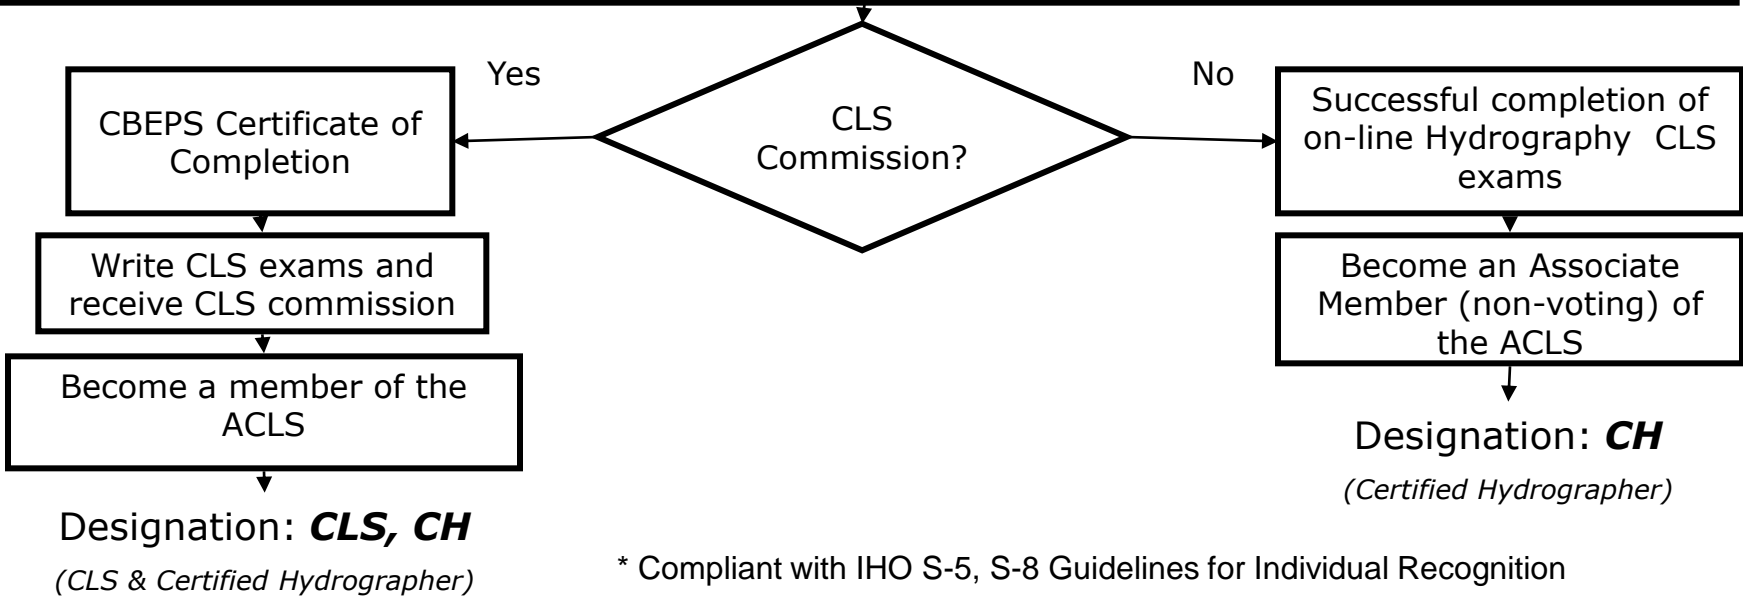 CLS
Commission?
Yes
CBEPS Certificate of
Completion
Write CLS exams and
receive CLS commission
Become a member of the
ACLS
Designation: CLS, CH
(CLS & Certified Hydrographer)
No
Successful completion of
on-line Hydrography CLS
exams
Become an Associate
Member (non-voting) of
the ACLS
Designation: CH
(Certified Hydrographer)
* Compliant with IHO S-5, S-8 Guidelines for Individual Recognition